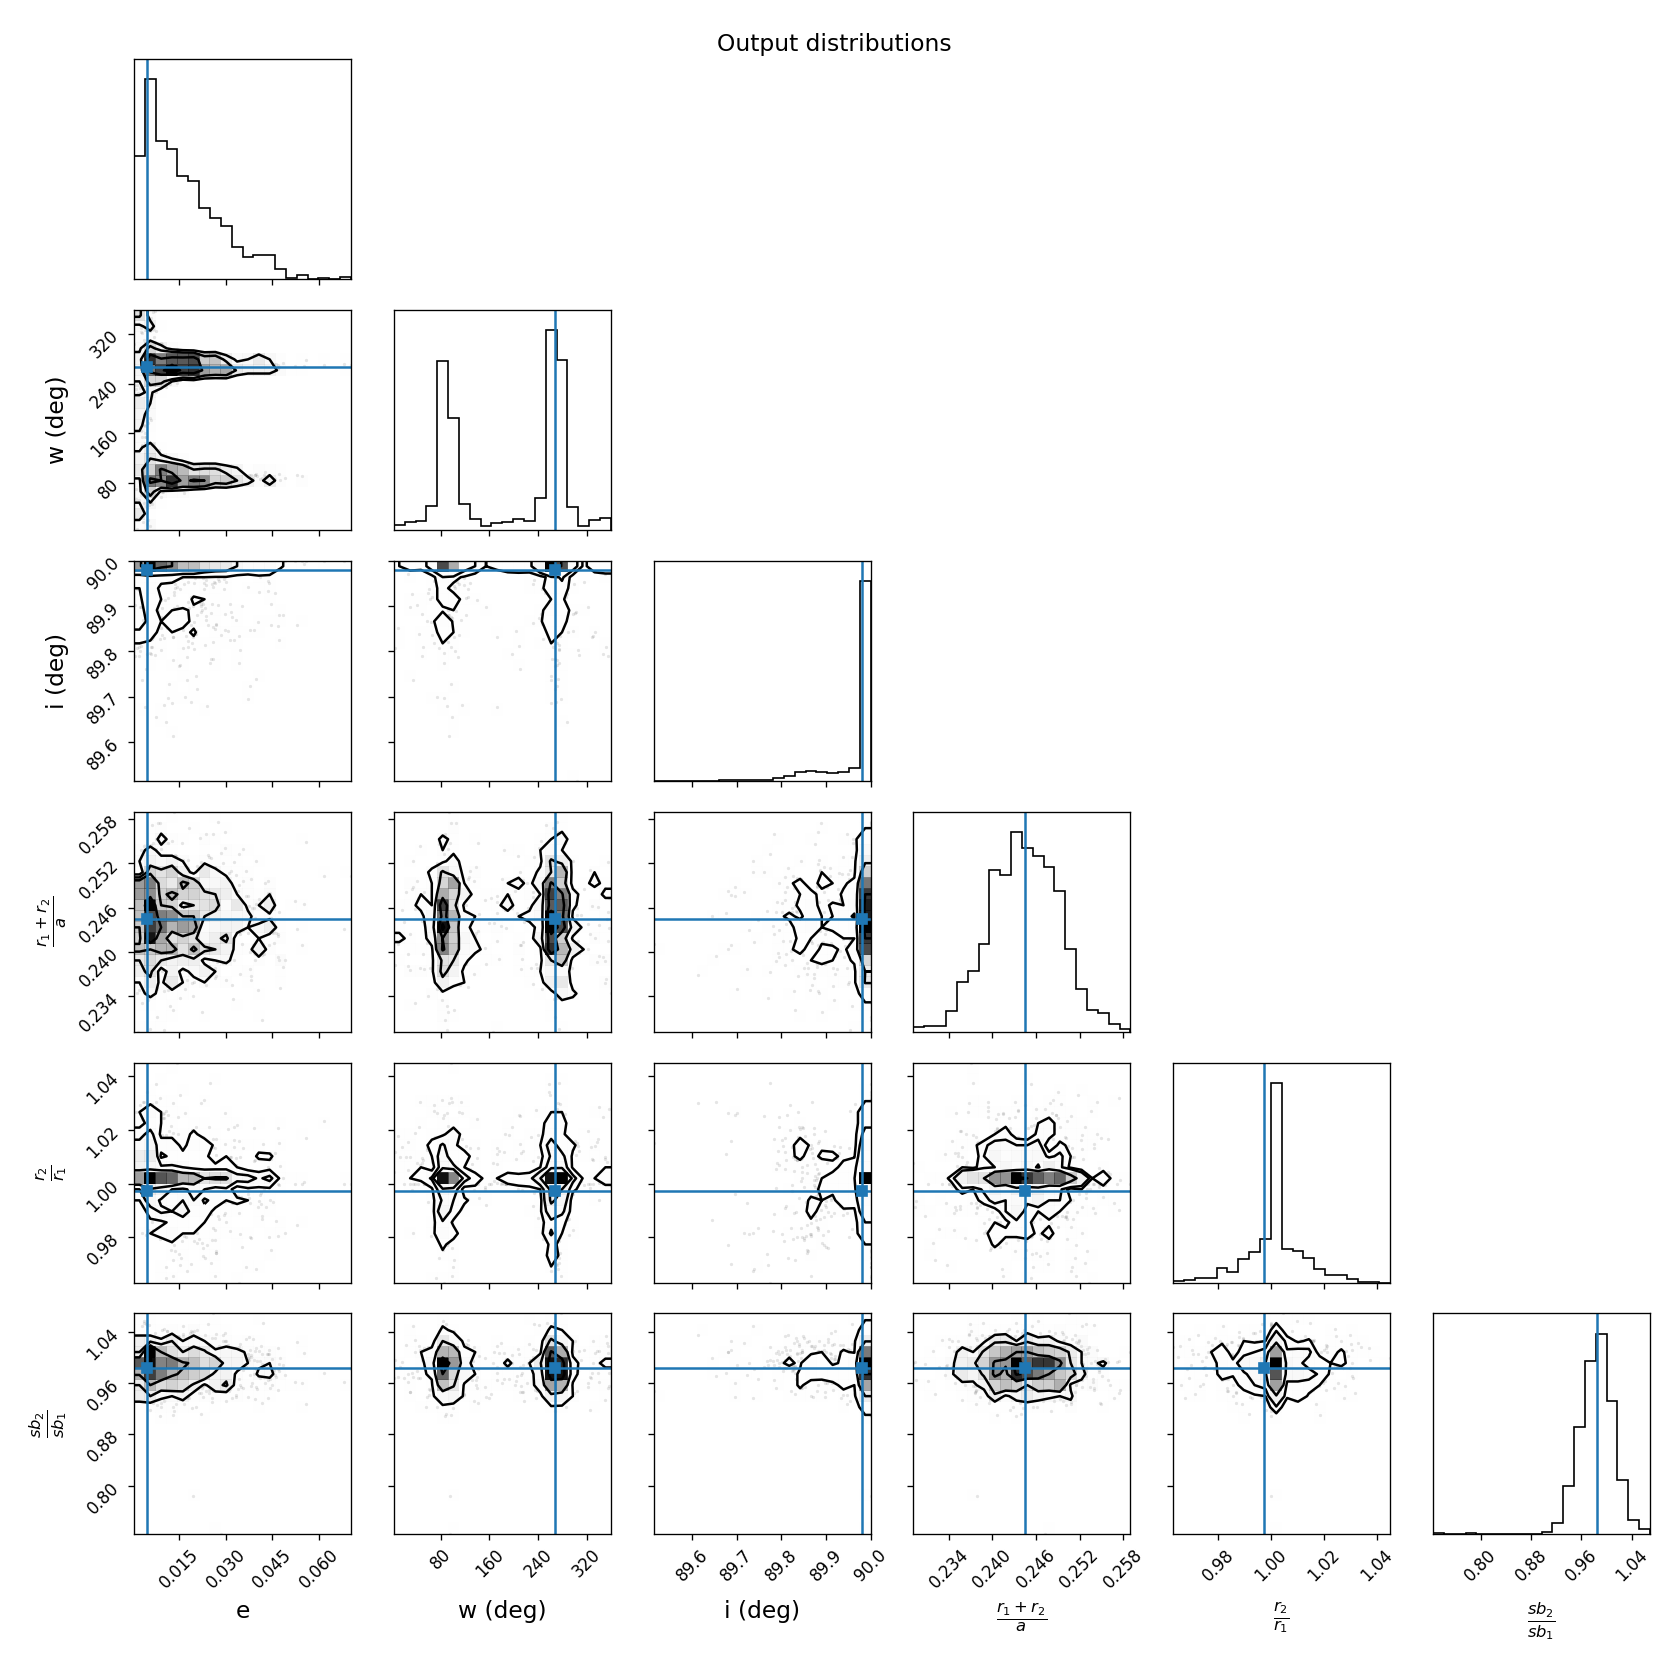 Output distributions
w (deg)
320
240
160
80
i (deg)
90.0
89.9
89.8
89.7
89.6
r₁ + r₂
a
0.258
0.252
0.246
0.240
0.234
r₂
r₁
1.04
1.02
1.00
0.98
sb₂
sb₁
1.04
0.96
0.88
0.80
0.015 0.030 0.045 0.060 80 160 240 320 89.6 89.7 89.8 89.9 90.0 0.234 0.240 0.246 0.252 0.258 0.98 1.00 1.02 1.04 0.80 0.88 0.96 1.04
e w (deg) i (deg) r₁ + r₂ r₂ sb₂
a r₁ sb₁